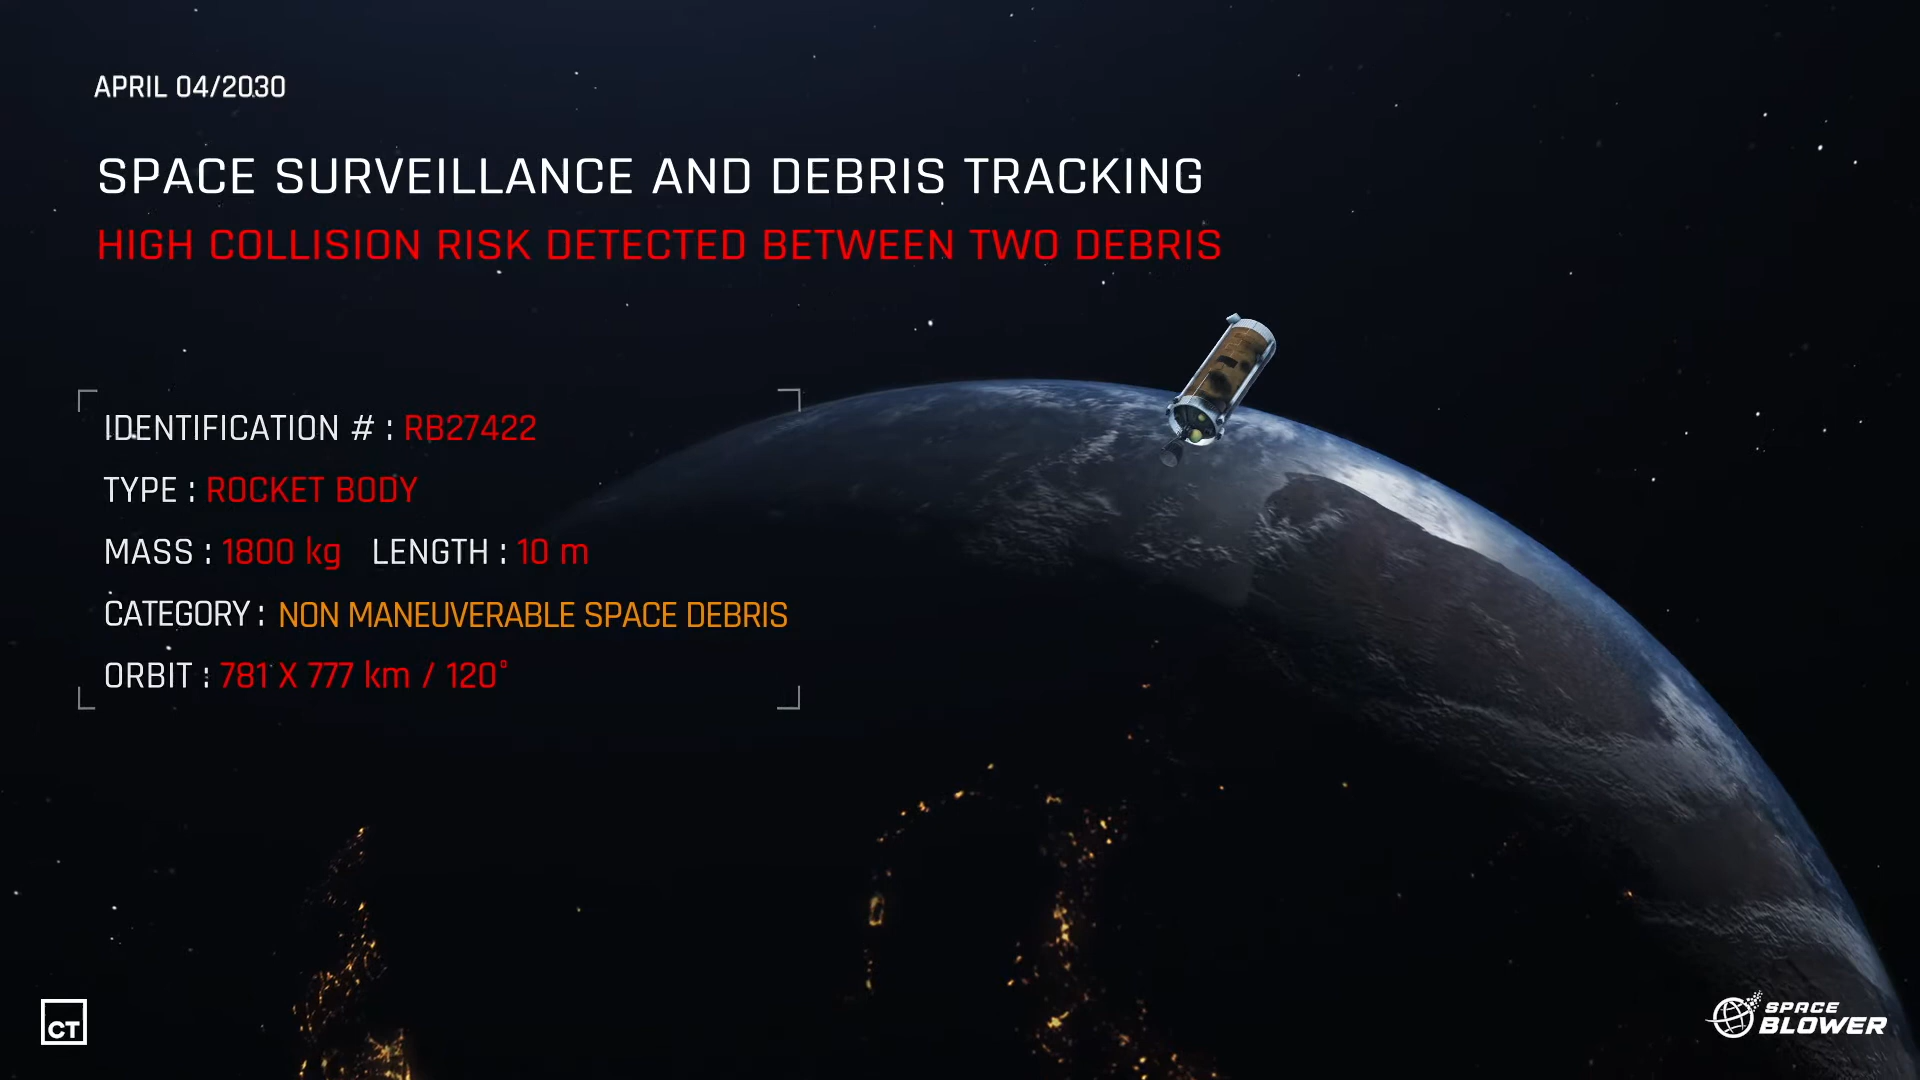 APRIL 04/2030
SPACE SURVEILLANCE AND DEBRIS TRACKING
HIGH COLLISION RISK DETECTED BETWEEN TWO DEBRIS
IDENTIFICATION # : RB27422
TYPE : ROCKET BODY
MASS : 1800 kg LENGTH : 10 m
CATEGORY : NON MANEUVERABLE SPACE DEBRIS
ORBIT : 781 X 777 km / 120°
CT
SPACE
BLOWER